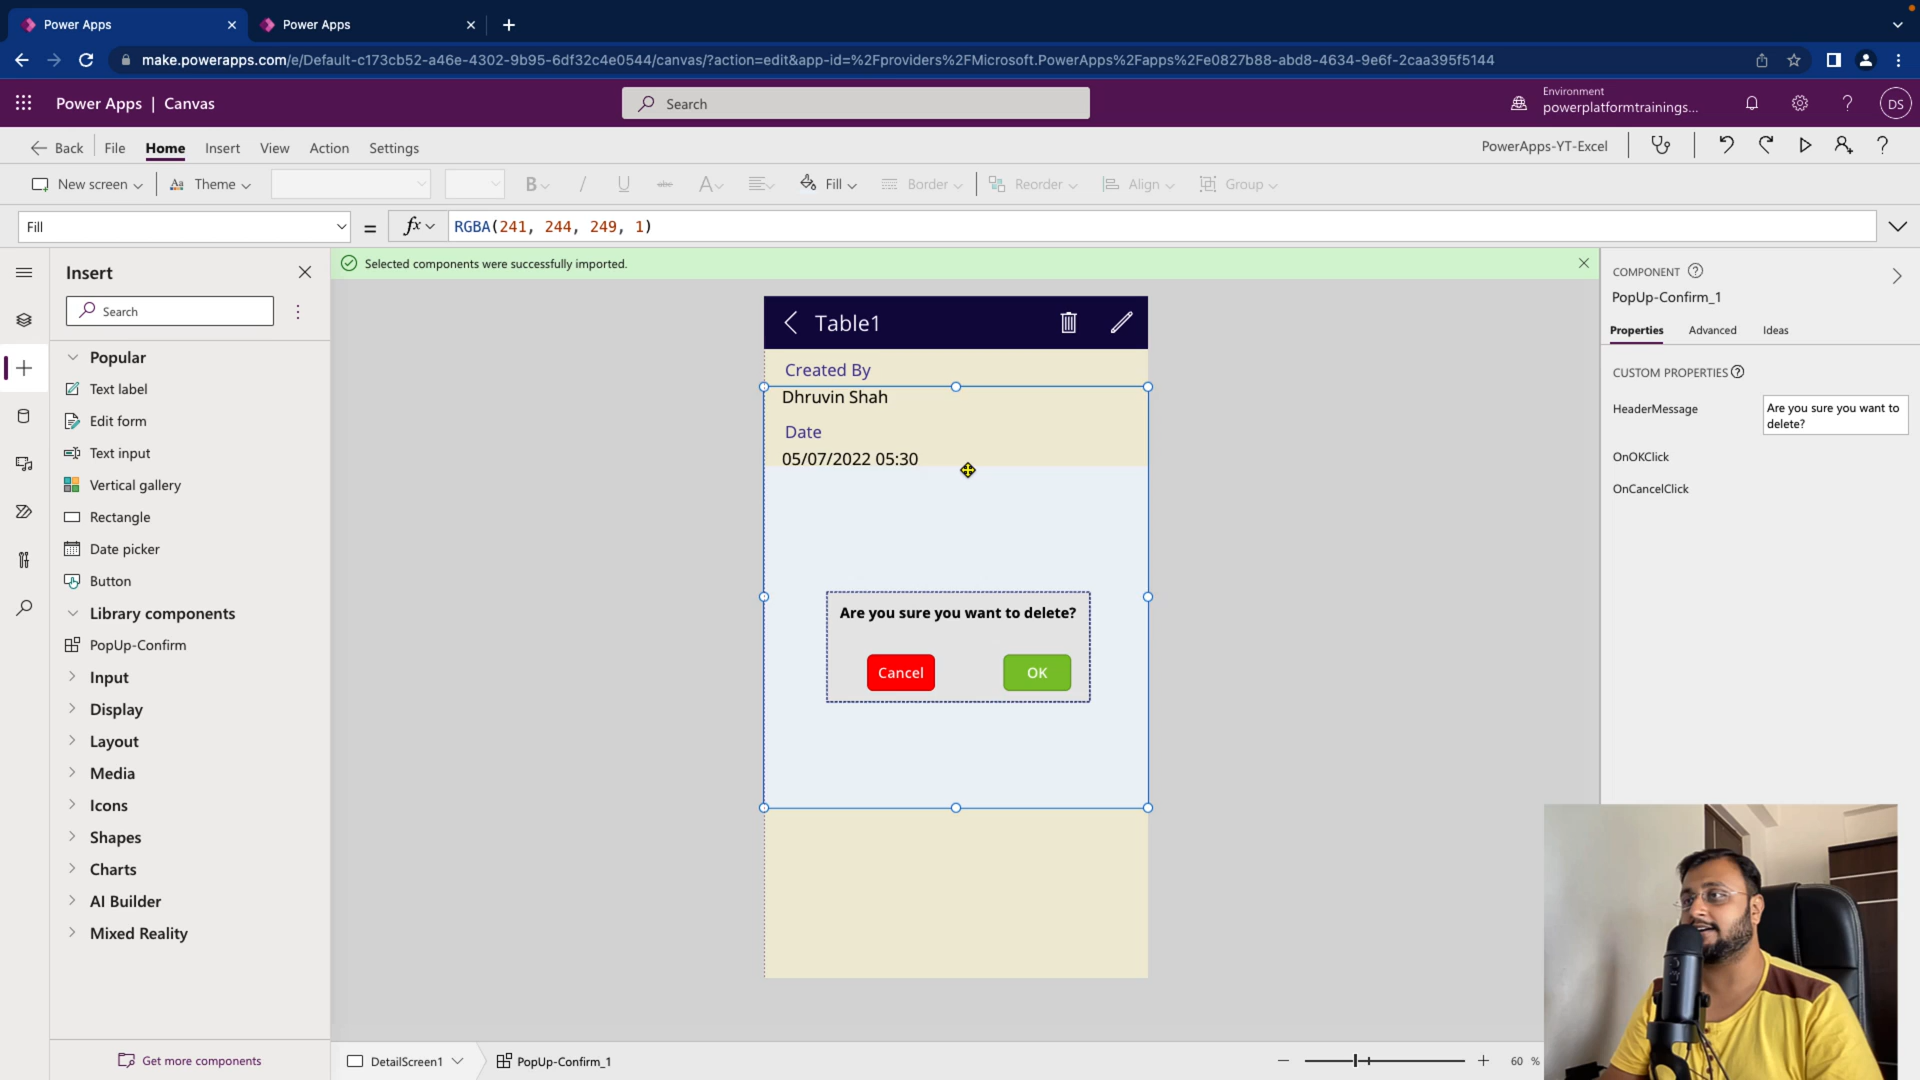 Power Apps
Power Apps
make.powerapps.com/e/Default-c173cb52-a46e-4302-9b95-6df32c4e0544/canvas/?action=edit&app-id=%2Fproviders%2FMicrosoft.PowerApps%2Fapps%2Fe0827b88-abd8-4634-9e6f-2caa395f5144
Power Apps | Canvas
Search
Environment
powerplatformtrainings...
DS
Back
File
Home
Insert
View
Action
Settings
PowerApps-YT-Excel
New screen
Theme
B
Fill
Border
Reorder
Align
Group
Fill
=
fx
RGBA(241, 244, 249, 1)
Insert
Search
Popular
Text label
Edit form
Text input
Vertical gallery
Rectangle
Date picker
Button
Library components
PopUp-Confirm
Input
Display
Layout
Media
Icons
Shapes
Charts
AI Builder
Mixed Reality
Get more components
Selected components were successfully imported.
Table1
Created By
Dhruvin Shah
Date
05/07/2022 05:30
Are you sure you want to delete?
Cancel
OK
DetailScreen1
PopUp-Confirm_1
60 %
COMPONENT
PopUp-Confirm_1
Properties
Advanced
Ideas
CUSTOM PROPERTIES
HeaderMessage
Are you sure you want to
delete?
OnOKClick
OnCancelClick